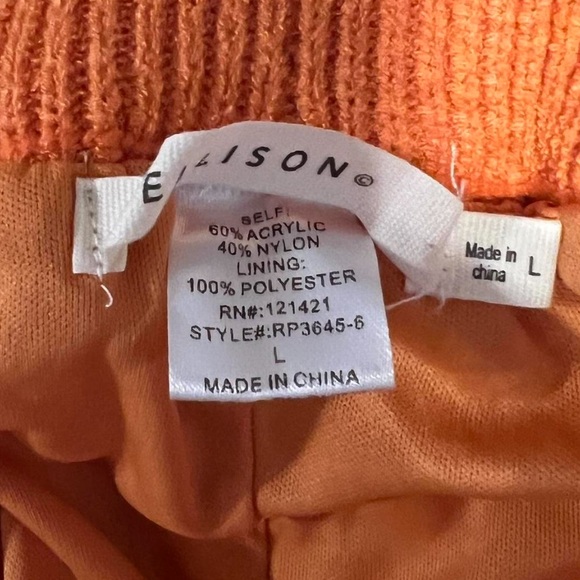 ELLISON©
SELF:
60% ACRYLIC
40% NYLON
LINING:
100% POLYESTER
RN#:121421
STYLE#:RP3645-6
L
MADE IN CHINA
Made in
china
L